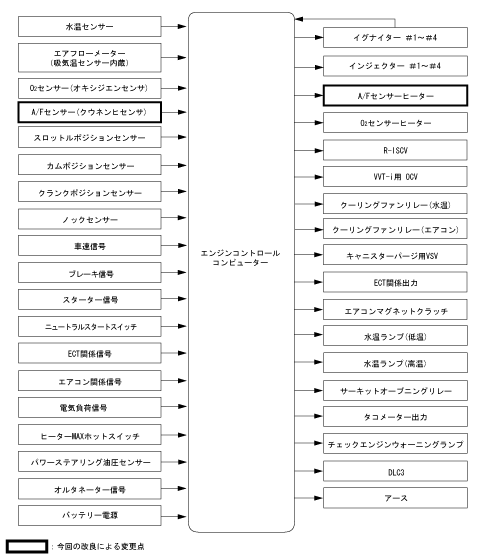 水温センサー
エアフローメーター
(吸気温センサー内蔵)
O₂センサー(オキシジエンセンサ)
A/Fセンサー(クウネンヒセンサ)
スロットルポジションセンサー
カムポジションセンサー
クランクポジションセンサー
ノックセンサー
車速信号
ブレーキ信号
スターター信号
ニュートラルスタートスイッチ
ECT関係信号
エアコン関係信号
電気負荷信号
ヒーターMAXホットスイッチ
パワーステアリング油圧センサー
オルタネーター信号
バッテリー電源
エンジンコントロール
コンピューター
イグナイター #1〜#4
インジェクター #1〜#4
A/Fセンサーヒーター
O₂センサーヒーター
R-ISCV
VVT-i用 OCV
クーリングファンリレー(水温)
クーリングファンリレー(エアコン)
キャニスターパージ用VSV
ECT関係出力
エアコンマグネットクラッチ
水温ランプ(低温)
水温ランプ(高温)
サーキットオープニングリレー
タコメーター出力
チェックエンジンウォーニングランプ
DLC3
アース
:今回の改良による変更点